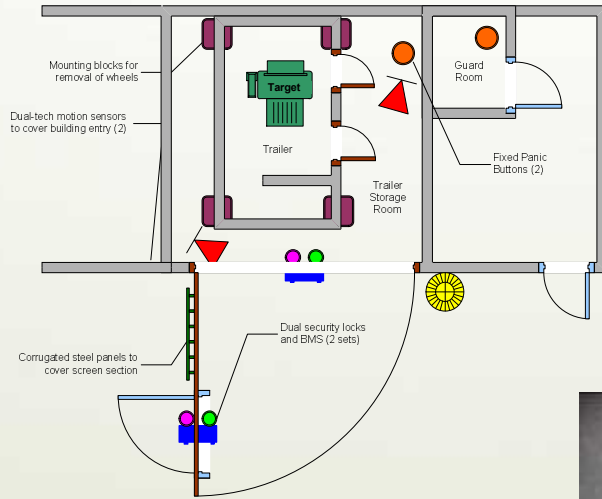 Mounting blocks for
removal of wheels
Dual-tech motion sensors
to cover building entry (2)
Target
Trailer
Guard
Room
Fixed Panic
Buttons (2)
Trailer
Storage
Room
Dual security locks
and BMS (2 sets)
Corrugated steel panels to
cover screen section